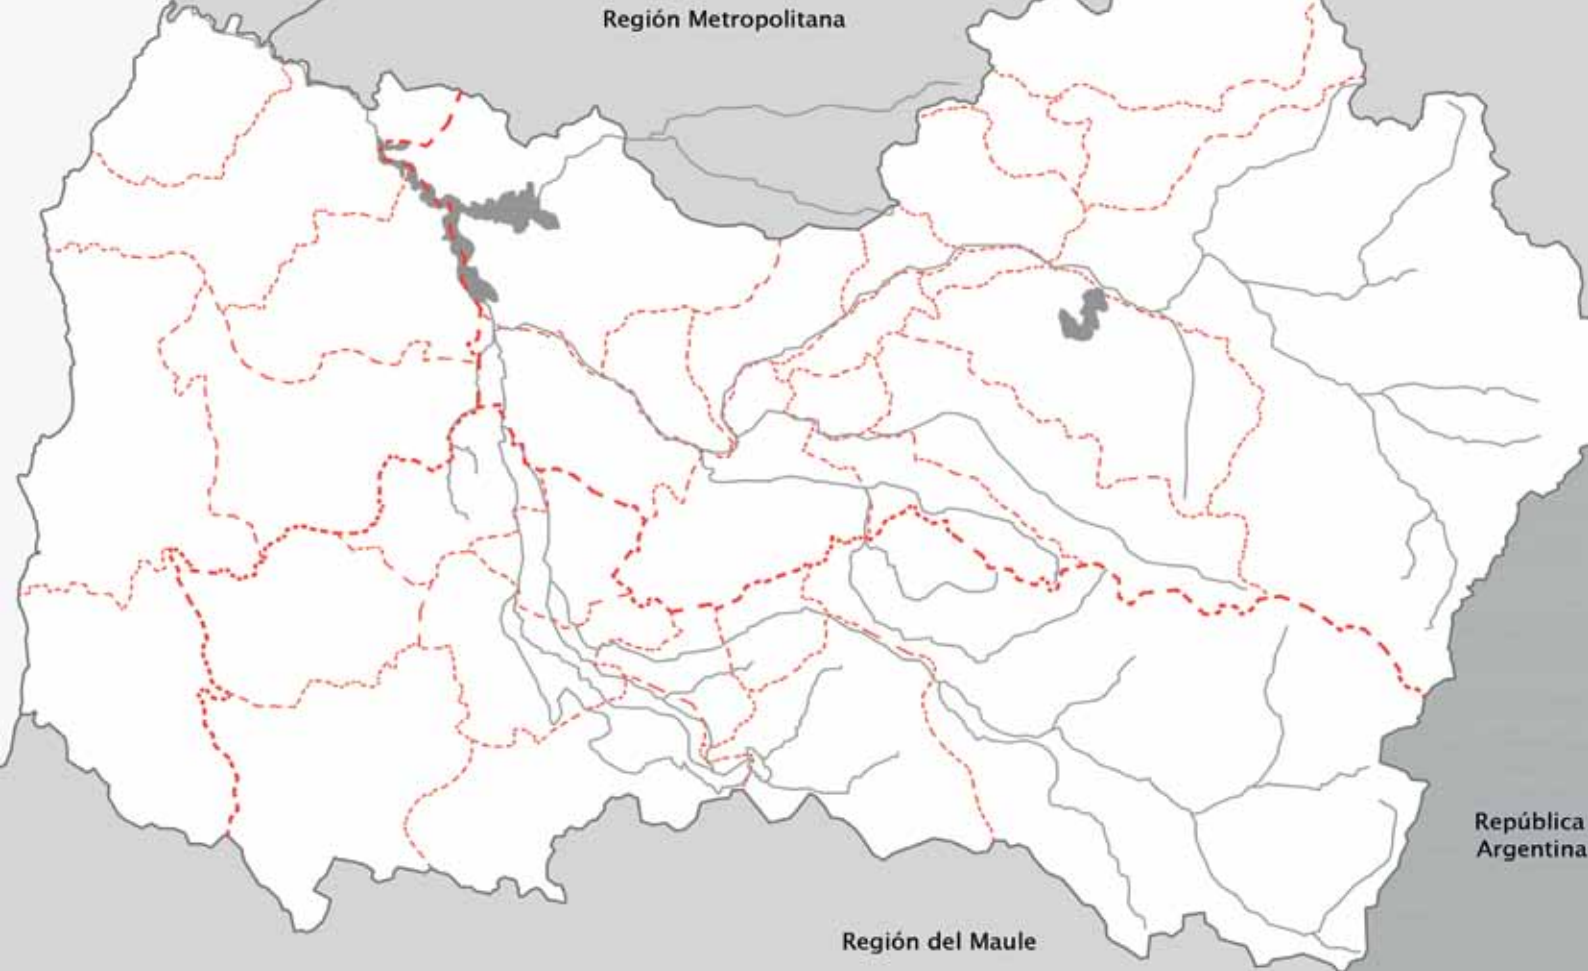 Región Metropolitana
República
Argentina
Región del Maule